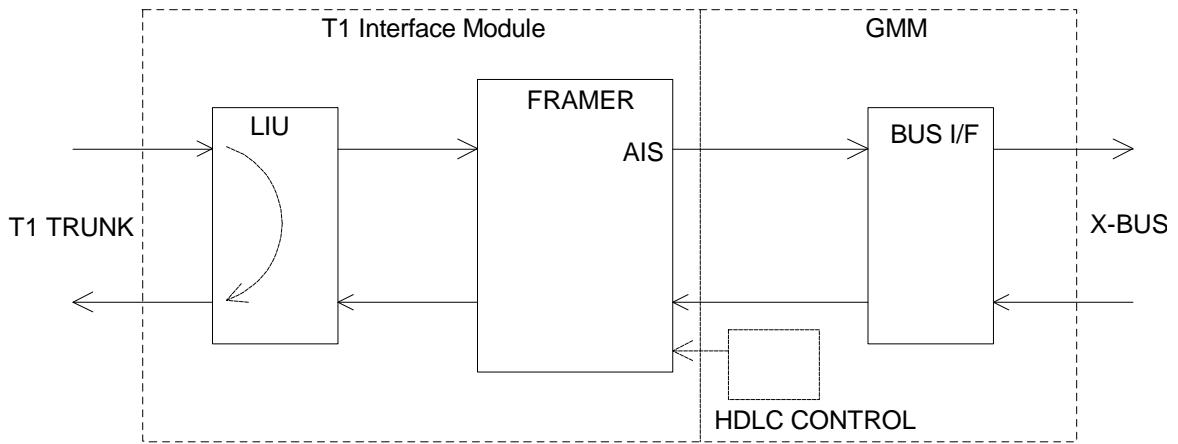 T1 Interface Module
GMM
FRAMER
LIU
BUS I/F
AIS
T1 TRUNK
X-BUS
HDLC CONTROL